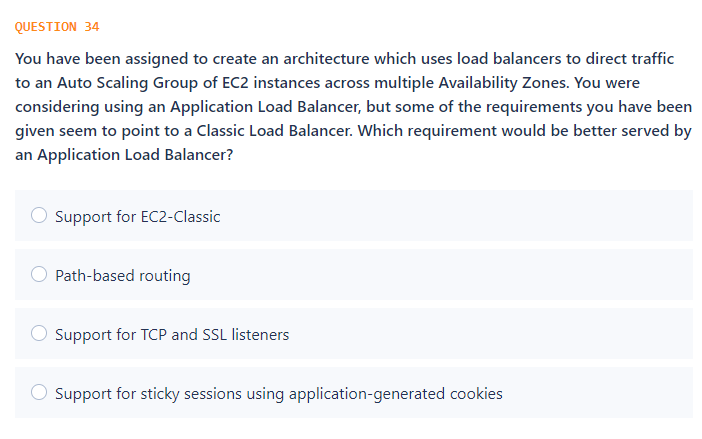 QUESTION 34
You have been assigned to create an architecture which uses load balancers to direct traffic
to an Auto Scaling Group of EC2 instances across multiple Availability Zones. You were
considering using an Application Load Balancer, but some of the requirements you have been
given seem to point to a Classic Load Balancer. Which requirement would be better served by
an Application Load Balancer?
Support for EC2-Classic
Path-based routing
Support for TCP and SSL listeners
Support for sticky sessions using application-generated cookies